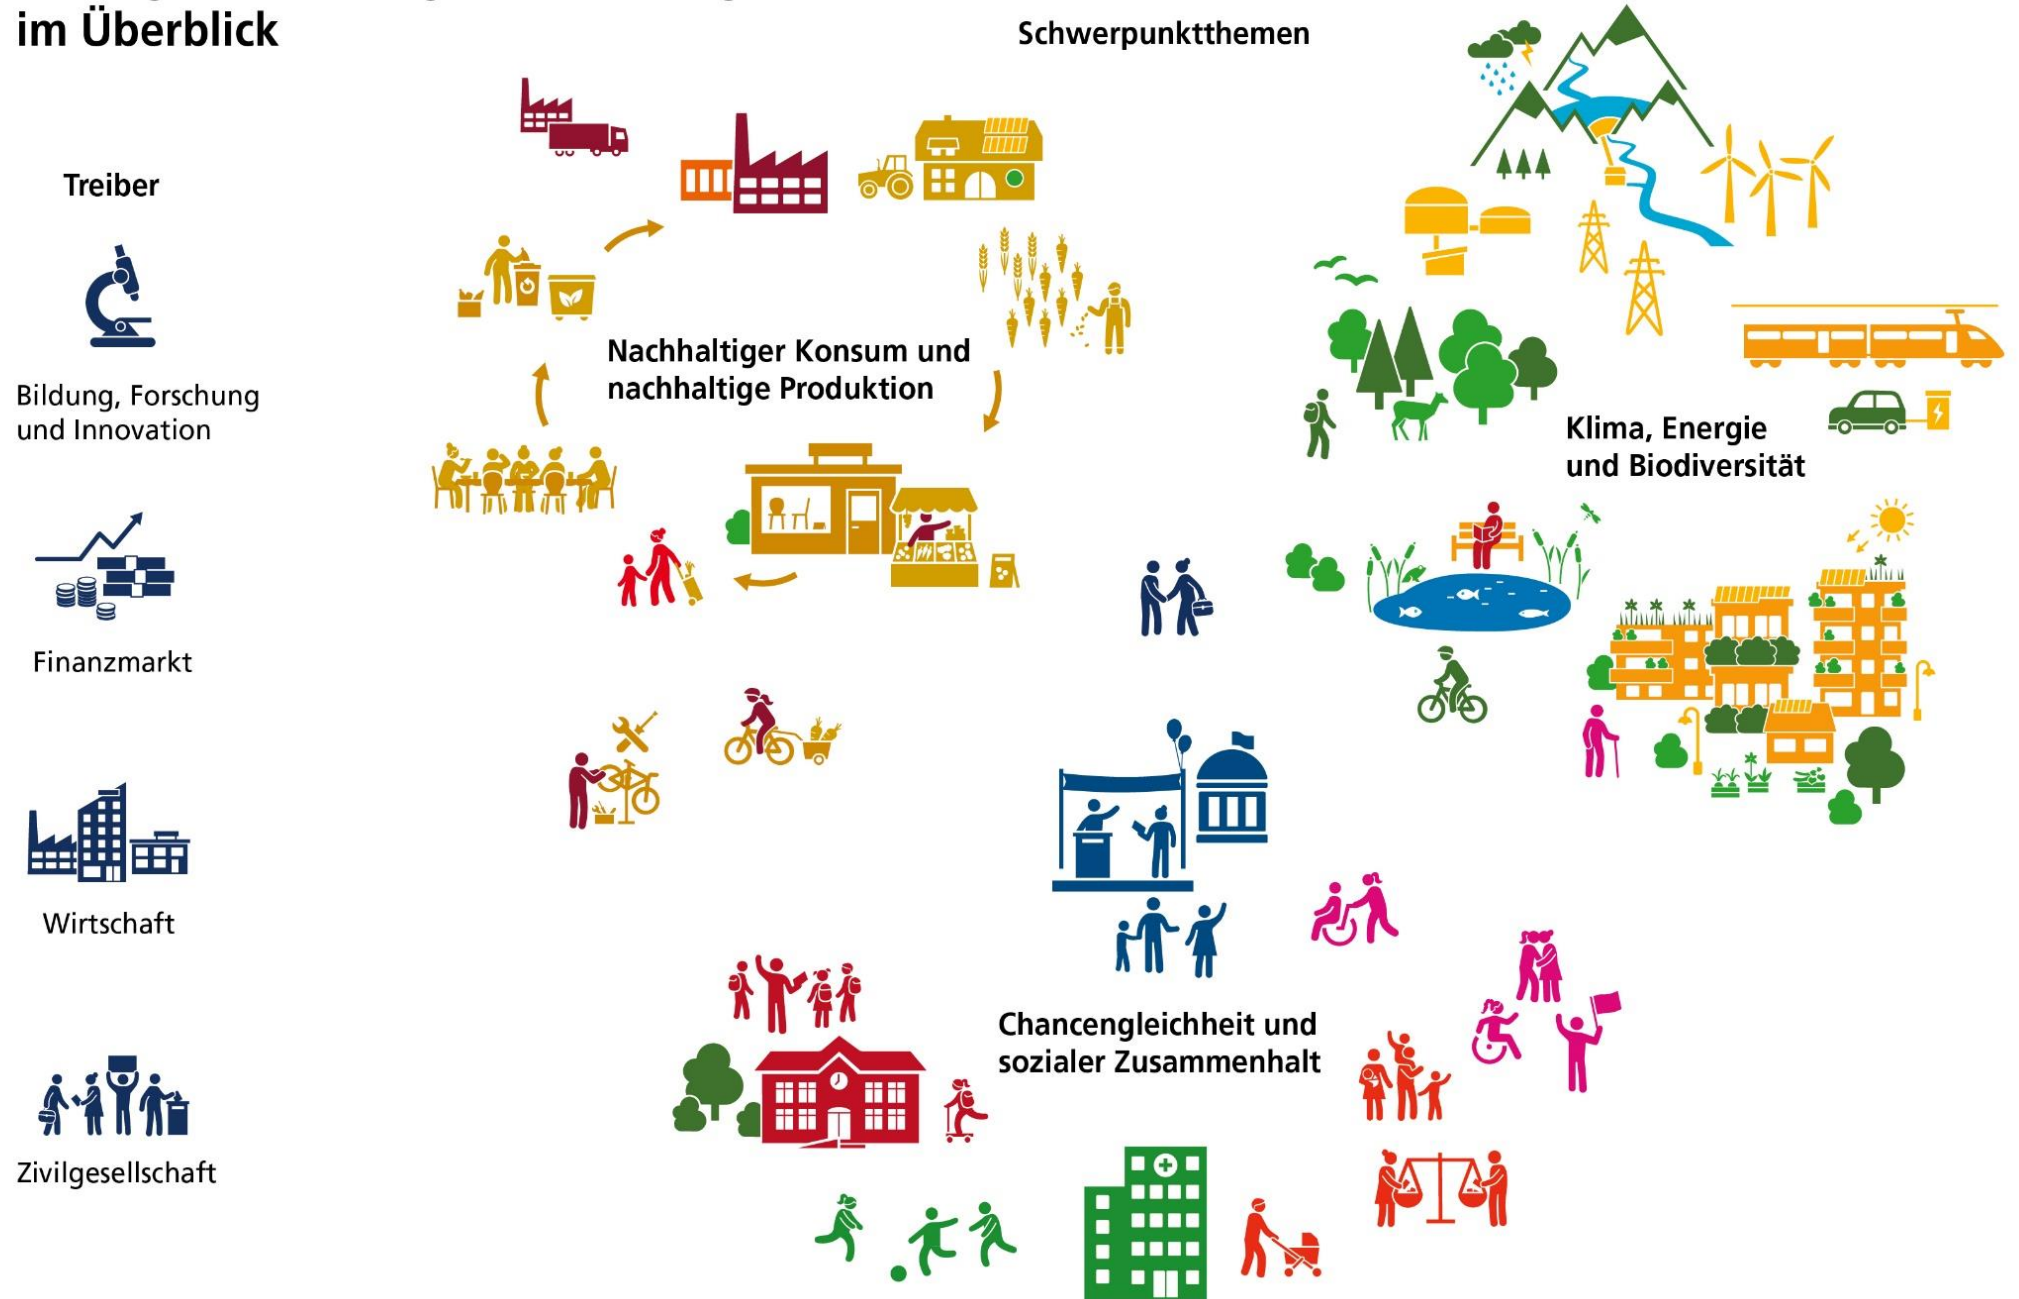 im Überblick
Schwerpunktthemen
Treiber
Bildung, Forschung
und Innovation
Finanzmarkt
Wirtschaft
Zivilgesellschaft
Nachhaltiger Konsum und
nachhaltige Produktion
Klima, Energie
und Biodiversität
Chancengleichheit und
sozialer Zusammenhalt